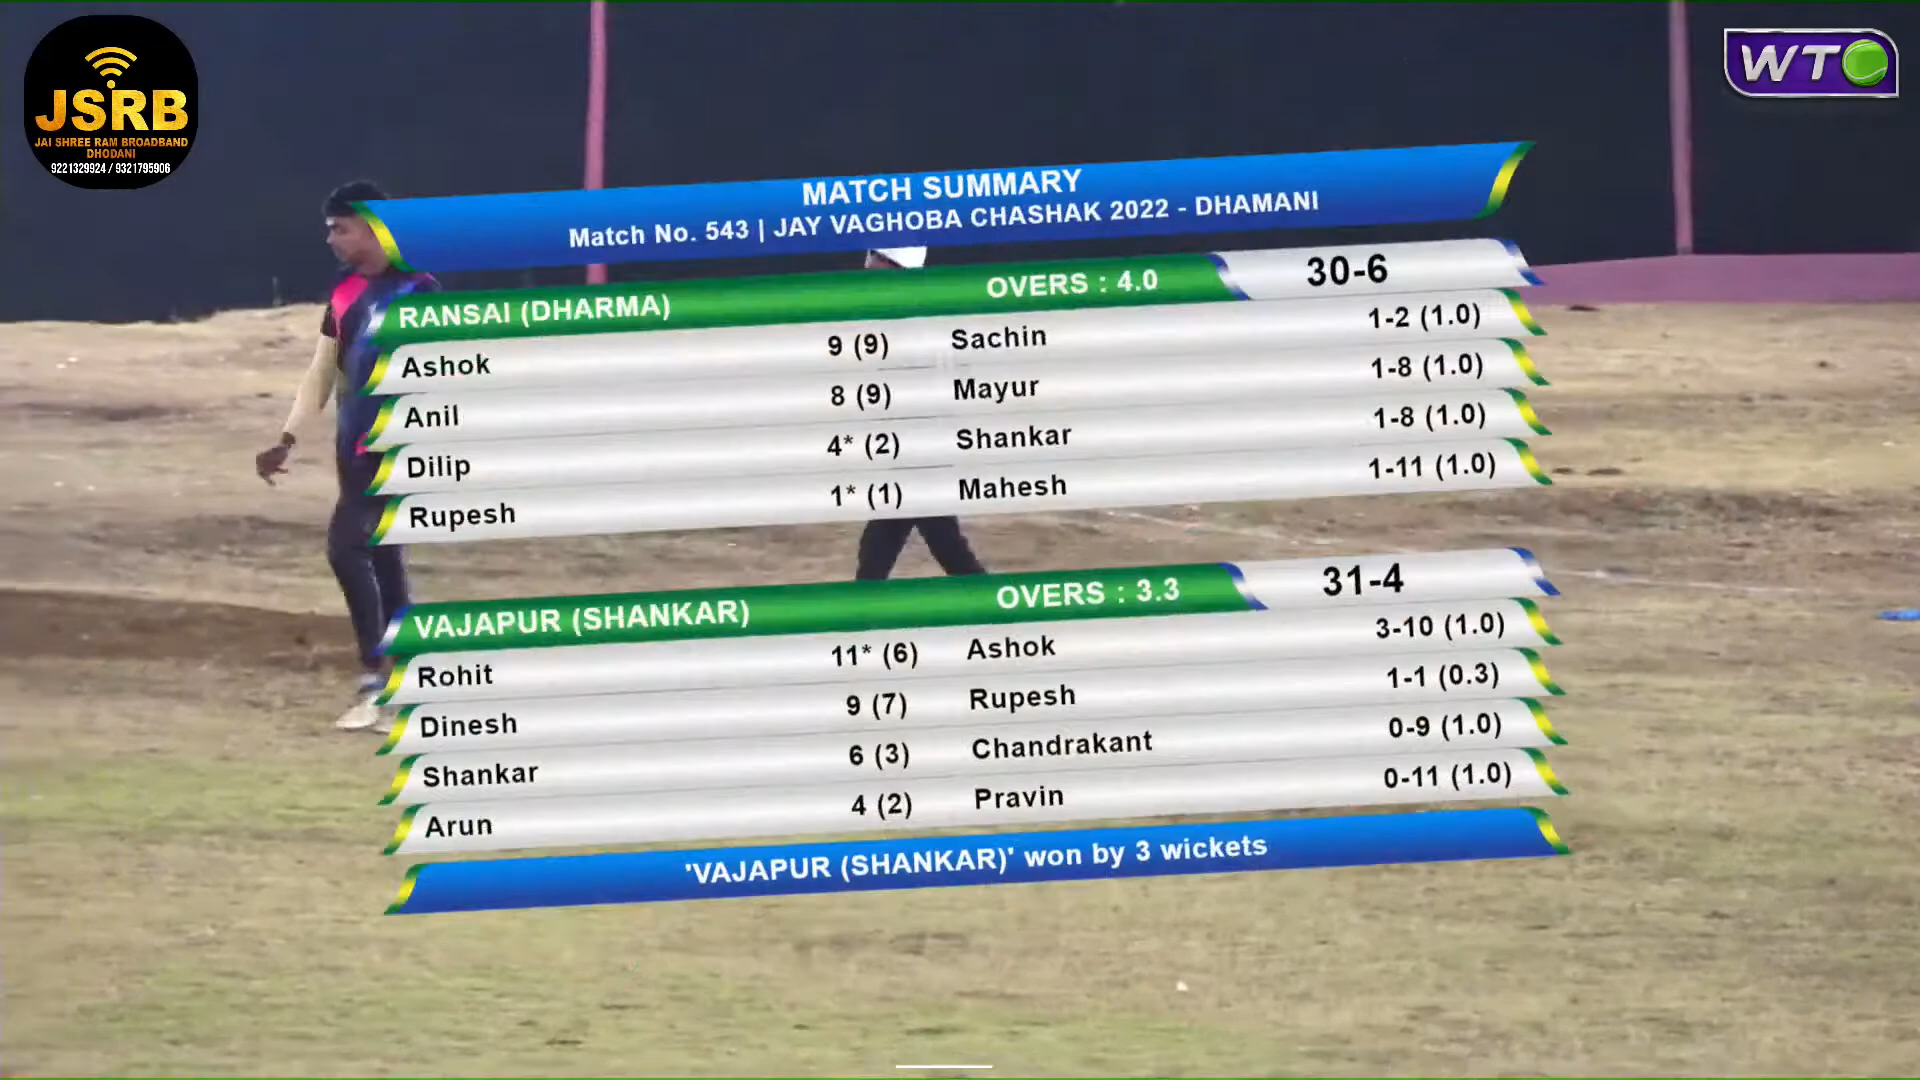 JSRB
JAI SHREE RAM BROADBAND
DHODANI
9221329924 / 9321795906
WT
MATCH SUMMARY
Match No. 543 | JAY VAGHOBA CHASHAK 2022 - DHAMANI
RANSAI (DHARMA) OVERS : 4.0 30-6
Ashok 9 (9) Sachin 1-2 (1.0)
Anil 8 (9) Mayur 1-8 (1.0)
Dilip 4* (2) Shankar 1-8 (1.0)
Rupesh 1* (1) Mahesh 1-11 (1.0)
VAJAPUR (SHANKAR) OVERS : 3.3 31-4
Rohit 11* (6) Ashok 3-10 (1.0)
Dinesh 9 (7) Rupesh 1-1 (0.3)
Shankar 6 (3) Chandrakant 0-9 (1.0)
Arun 4 (2) Pravin 0-11 (1.0)
'VAJAPUR (SHANKAR)' won by 3 wickets